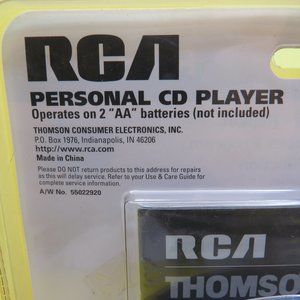 RCA
PERSONAL CD PLAYER
Operates on 2 "AA" batteries (not included)
THOMSON CONSUMER ELECTRONICS, INC.
P.O. Box 1976, Indianapolis, IN 46206
http://www.rca.com
Made in China
Please DO NOT return products to this address for repairs
as this will delay service. Refer to your Use & Care Guide for
complete service information.
A/W No. 55022920
RCA
THOMSON